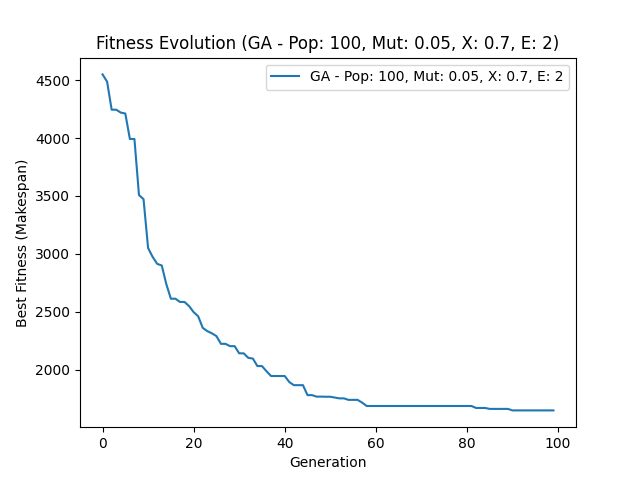 Fitness Evolution (GA - Pop: 100, Mut: 0.05, X: 0.7, E: 2)
GA - Pop: 100, Mut: 0.05, X: 0.7, E: 2
Best Fitness (Makespan)
4500
4000
3500
3000
2500
2000
0 20 40 60 80 100
Generation